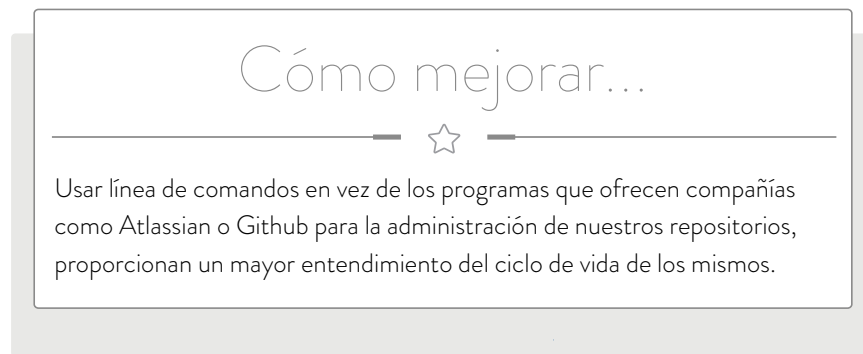 Cómo mejorar...
Usar línea de comandos en vez de los programas que ofrecen compañías
como Atlassian o Github para la administración de nuestros repositorios,
proporcionan un mayor entendimiento del ciclo de vida de los mismos.